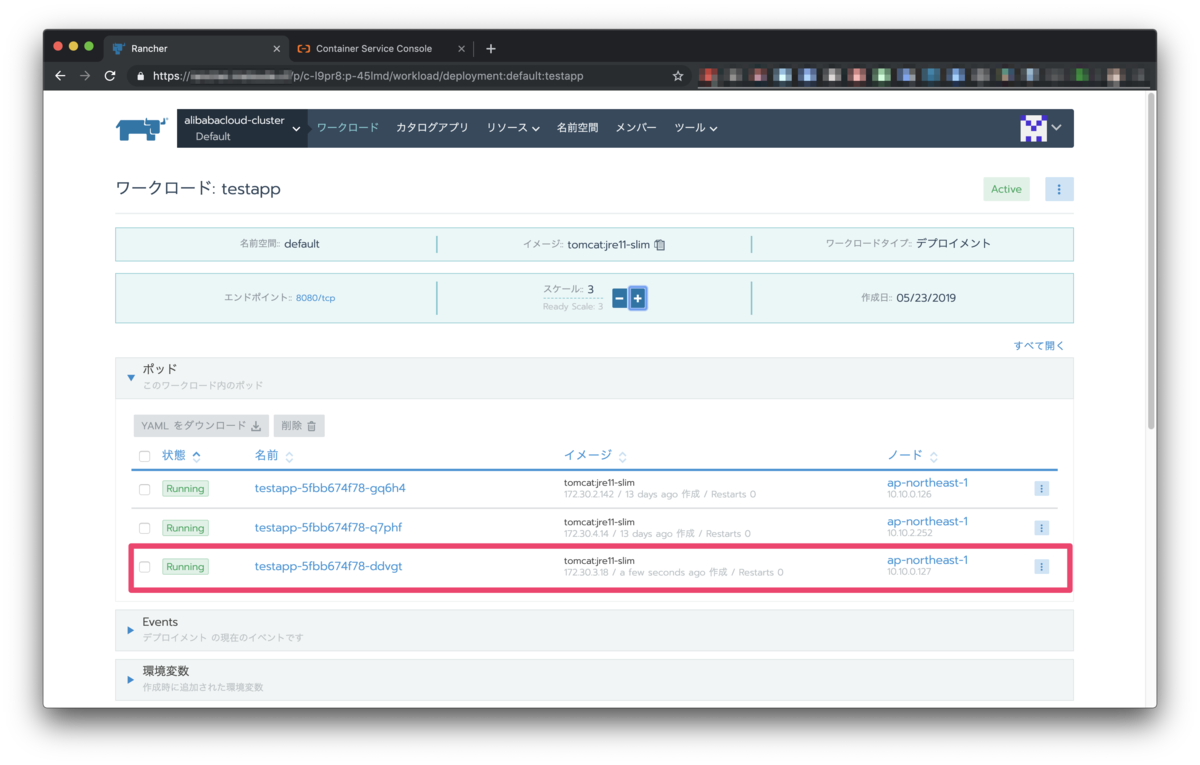 Rancher
Container Service Console
https://
/p/c-l9pr8:p-45lmd/workload/deployment:default:testapp
alibabacloud-cluster
Default
ワークロード カタログアプリ リソース 名前空間 メンバー ツール
ワークロード: testapp
Active
名前空間: default
イメージ: tomcat:jre11-slim
ワークロードタイプ: デプロイメント
エンドポイント: 8080/tcp
スケール: 3
Ready Scale: 3
作成日: 05/23/2019
すべて開く
ポッド
このワークロード内のポッド
YAML をダウンロード 削除
状態 名前 イメージ ノード
Running testapp-5fbb674f78-gq6h4 tomcat:jre11-slim ap-northeast-1
172.30.2.142 / 13 days ago 作成 / Restarts 0 10.10.0.126
Running testapp-5fbb674f78-q7phf tomcat:jre11-slim ap-northeast-1
172.30.4.14 / 13 days ago 作成 / Restarts 0 10.10.2.252
Running testapp-5fbb674f78-ddvgt tomcat:jre11-slim ap-northeast-1
172.30.3.18 / a few seconds ago 作成 / Restarts 0 10.10.0.127
Events
デプロイメント の現在のイベントです
環境変数
作成時に追加された環境変数